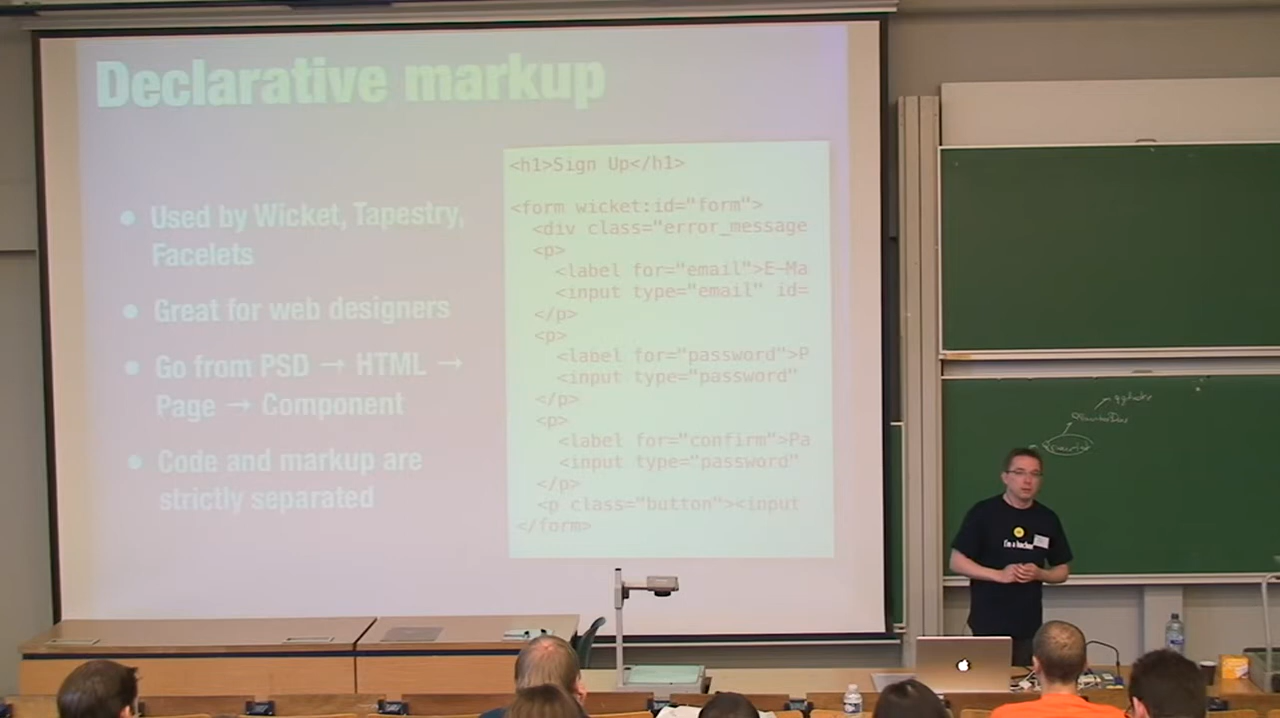 Declarative markup
• Used by Wicket, Tapestry,
Facelets
• Great for web designers
• Go from PSD → HTML →
Page → Component
• Code and markup are
strictly separated
<h1>Sign Up</h1>
<form wicket:id="form">
<div class="error_message
<p>
<label for="email">E-Ma
<input type="email" id=
</p>
<p>
<label for="password">P
<input type="password"
</p>
<p>
<label for="confirm">Pa
<input type="password"
</p>
<p class="button"><input
</form>
I'm a hacker